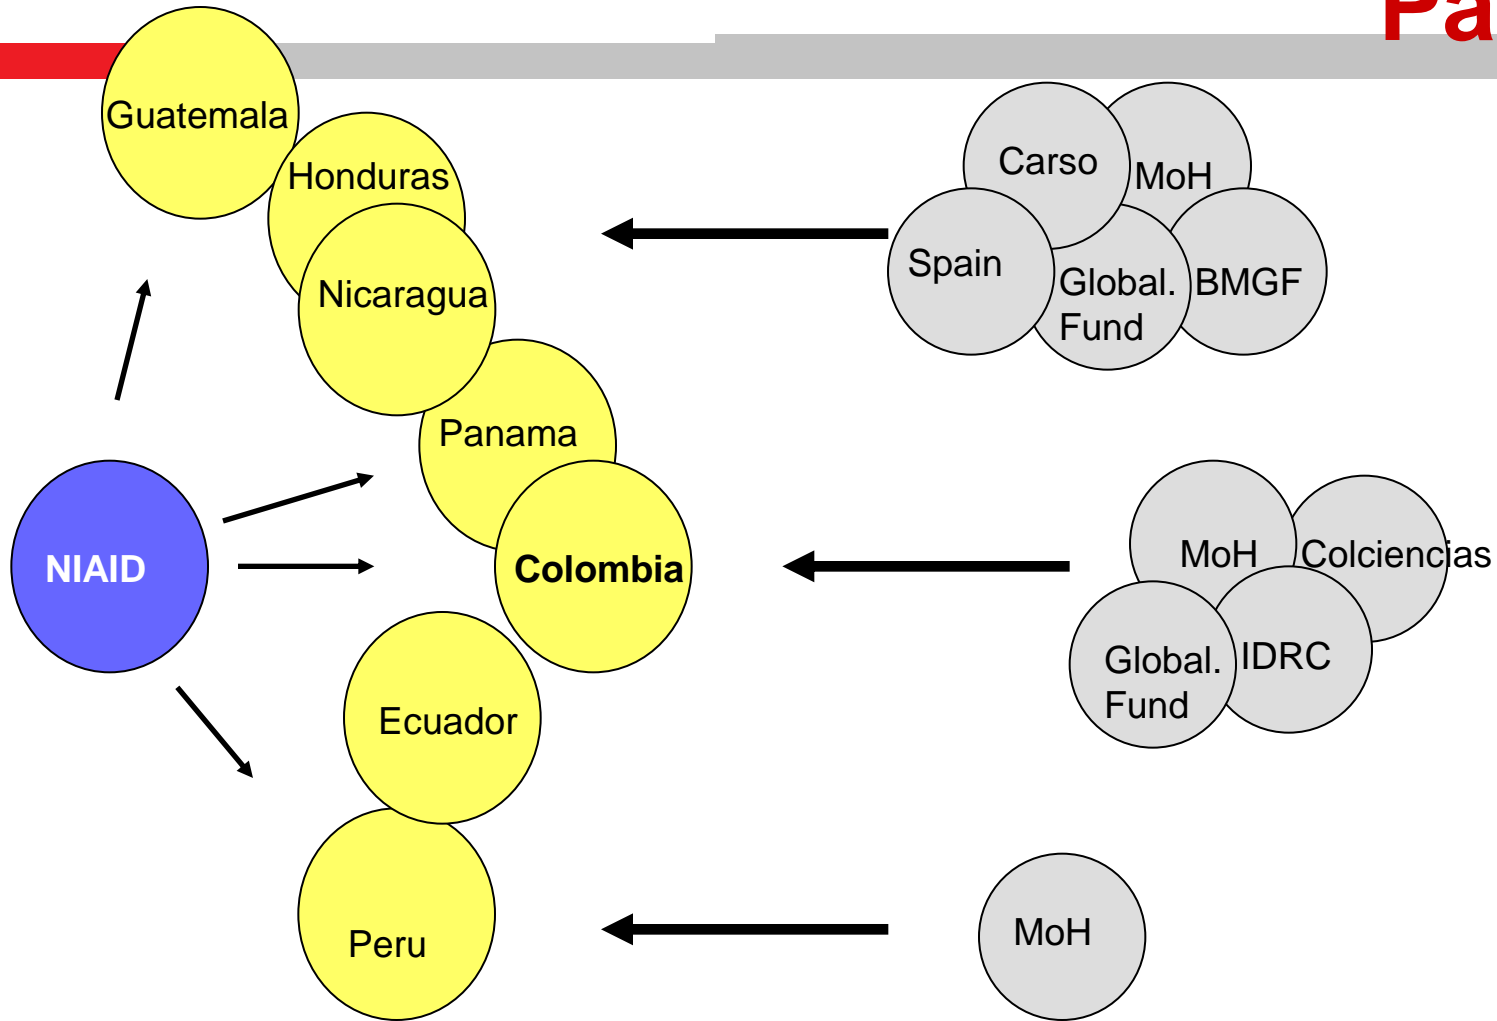 Pa
Guatemala
Honduras
Nicaragua
Panama
Colombia
Ecuador
Peru
NIAID
Carso
MoH
Spain
Global.
Fund
BMGF
MoH
Colciencias
Global.
Fund
IDRC
MoH